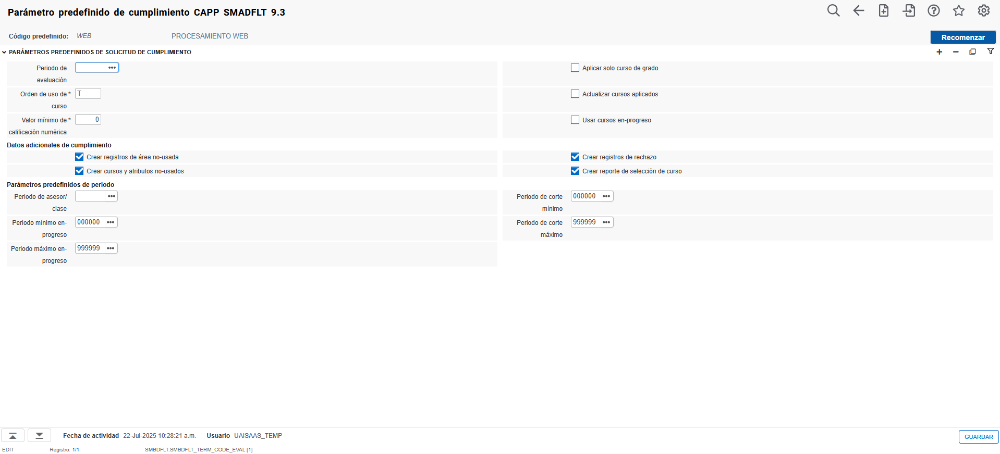 Parámetro predefinido de cumplimiento CAPP SMADFLT 9.3
Código predefinido: WEB PROCESAMIENTO WEB
Recomenzar
PARÁMETROS PREDEFINIDOS DE SOLICITUD DE CUMPLIMIENTO
Periodo de
evaluación
Aplicar solo curso de grado
Orden de uso de * T
curso
Actualizar cursos aplicados
Valor mínimo de * 0
calificación numérica
Usar cursos en-progreso
Datos adicionales de cumplimiento
Crear registros de área no-usada
Crear registros de rechazo
Crear cursos y atributos no-usados
Crear reporte de selección de curso
Parámetros predefinidos de periodo
Periodo de asesor/
clase
Periodo de corte 000000
mínimo
Periodo mínimo en- 000000
progreso
Periodo de corte 999999
máximo
Periodo máximo en- 999999
progreso
Fecha de actividad 22-Jul-2025 10:28:21 a.m. Usuario UAISAAS_TEMP
GUARDAR
EDIT Registro: 1/1 SMBDFLT.SMBDFLT_TERM_CODE_EVAL [1]